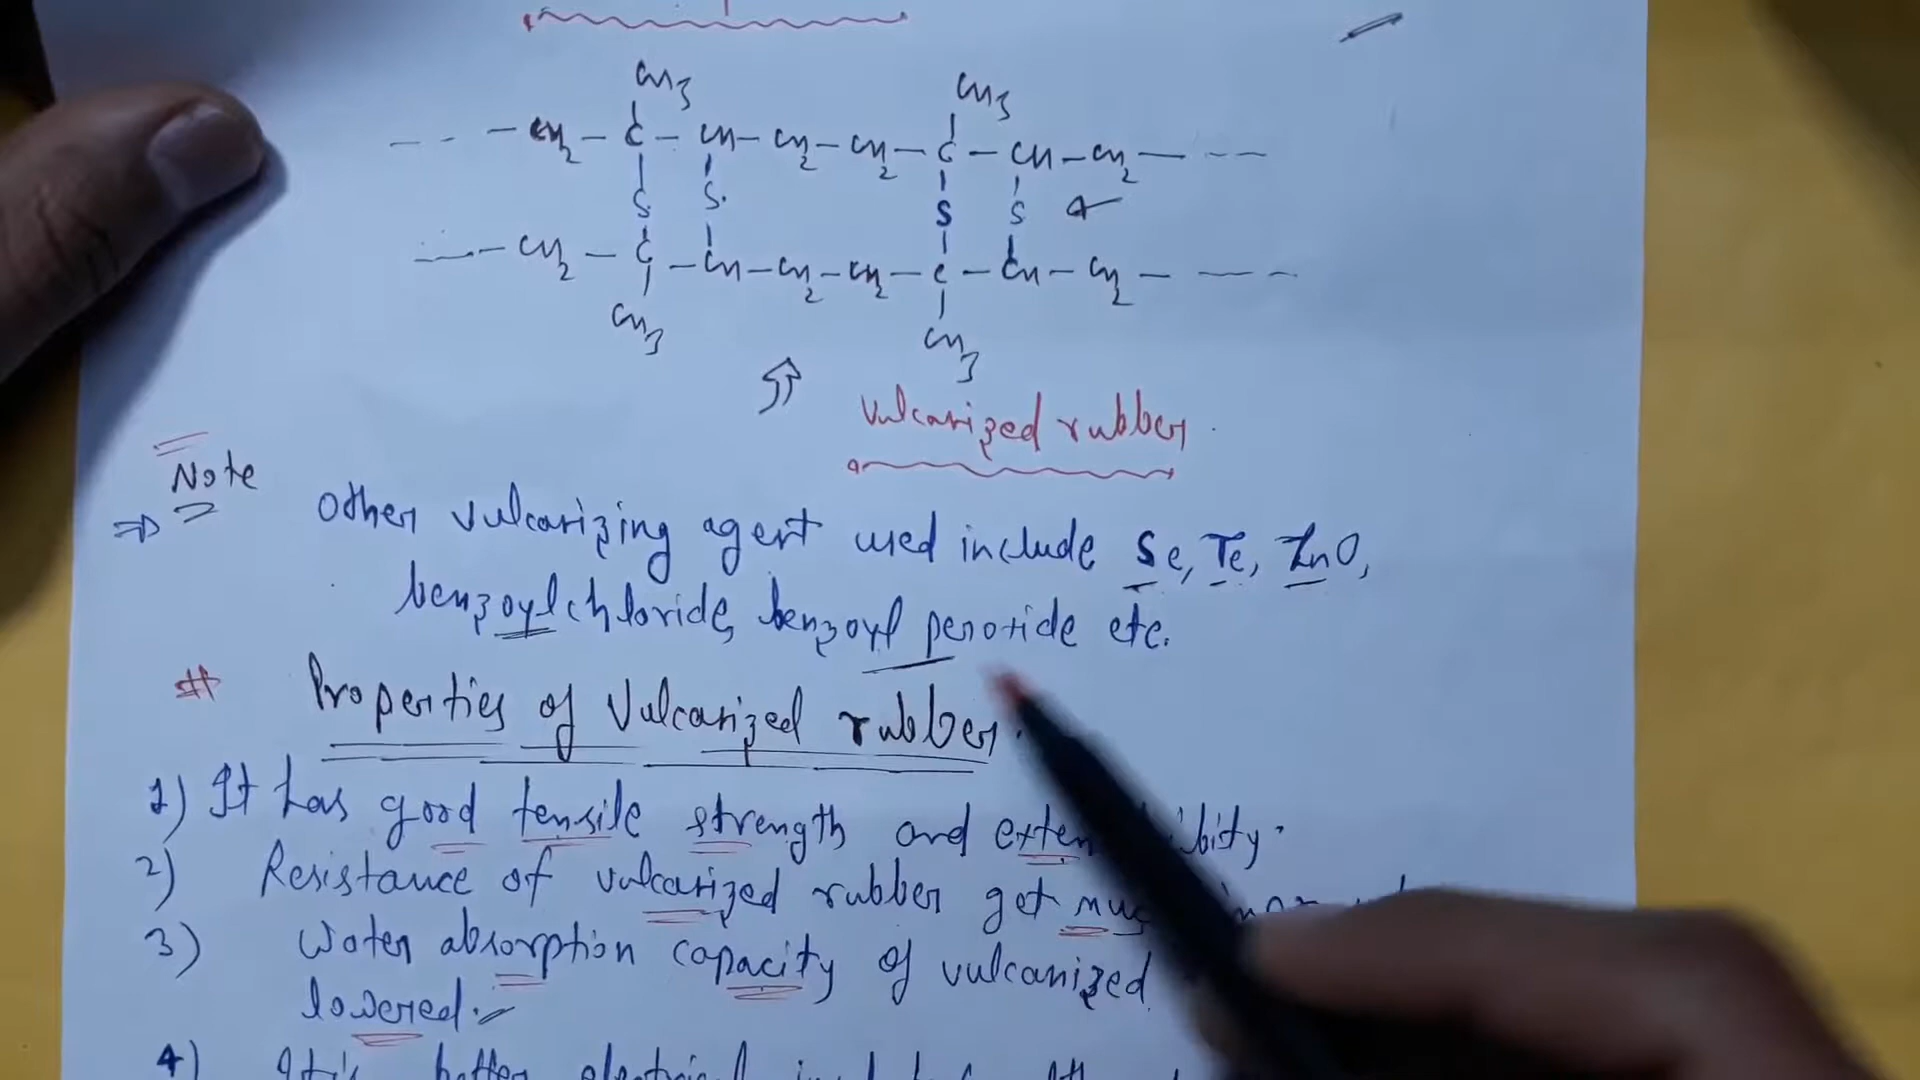 CH3 CH3
--- - CH2 - C - CH - CH2 - CH2 - C - CH - CH2 - ---
S S S S
--- - CH2 - C - CH - CH2 - CH2 - C - CH - CH2 - ---
CH3 CH3
Vulcanized rubber.
Note
⇒ Other vulcanizing agent used include Se, Te, ZnO,
benzoylchloride, benzoyl peroxide etc.
# Properties of Vulcanized rubber.
1) It has good tensile strength and
2) Resistance of vulcanized rubber get
3) Water absorption capacity of vulcanized
lowered.
4)